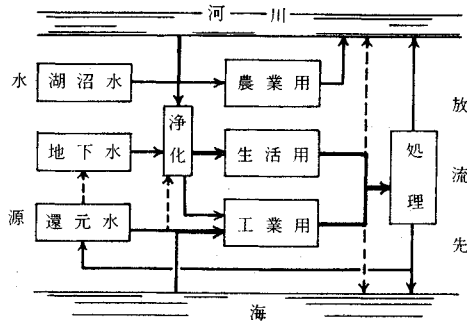 河川
水
湖沼水
農業用
放
浄化
地下水
生活用
処理
流
源
還元水
工業用
先
海